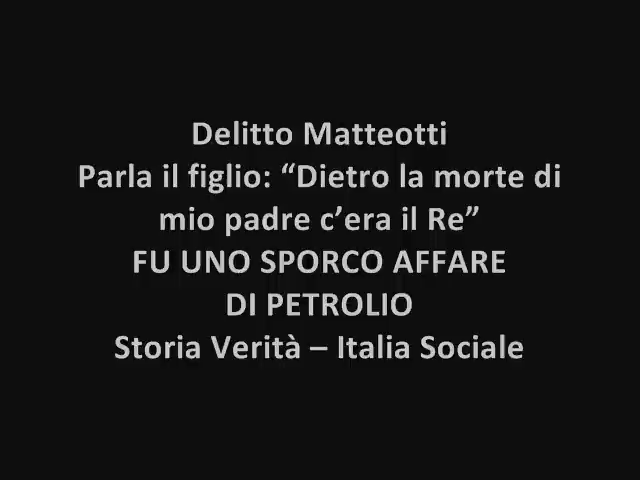 Delitto Matteotti
Parla il figlio: “Dietro la morte di
mio padre c’era il Re”
FU UNO SPORCO AFFARE
DI PETROLIO
Storia Verità – Italia Sociale